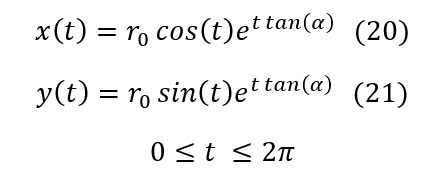 x(t) = r₀ cos(t)e^{t tan(α)} (20)
y(t) = r₀ sin(t)e^{t tan(α)} (21)
0 ≤ t ≤ 2π